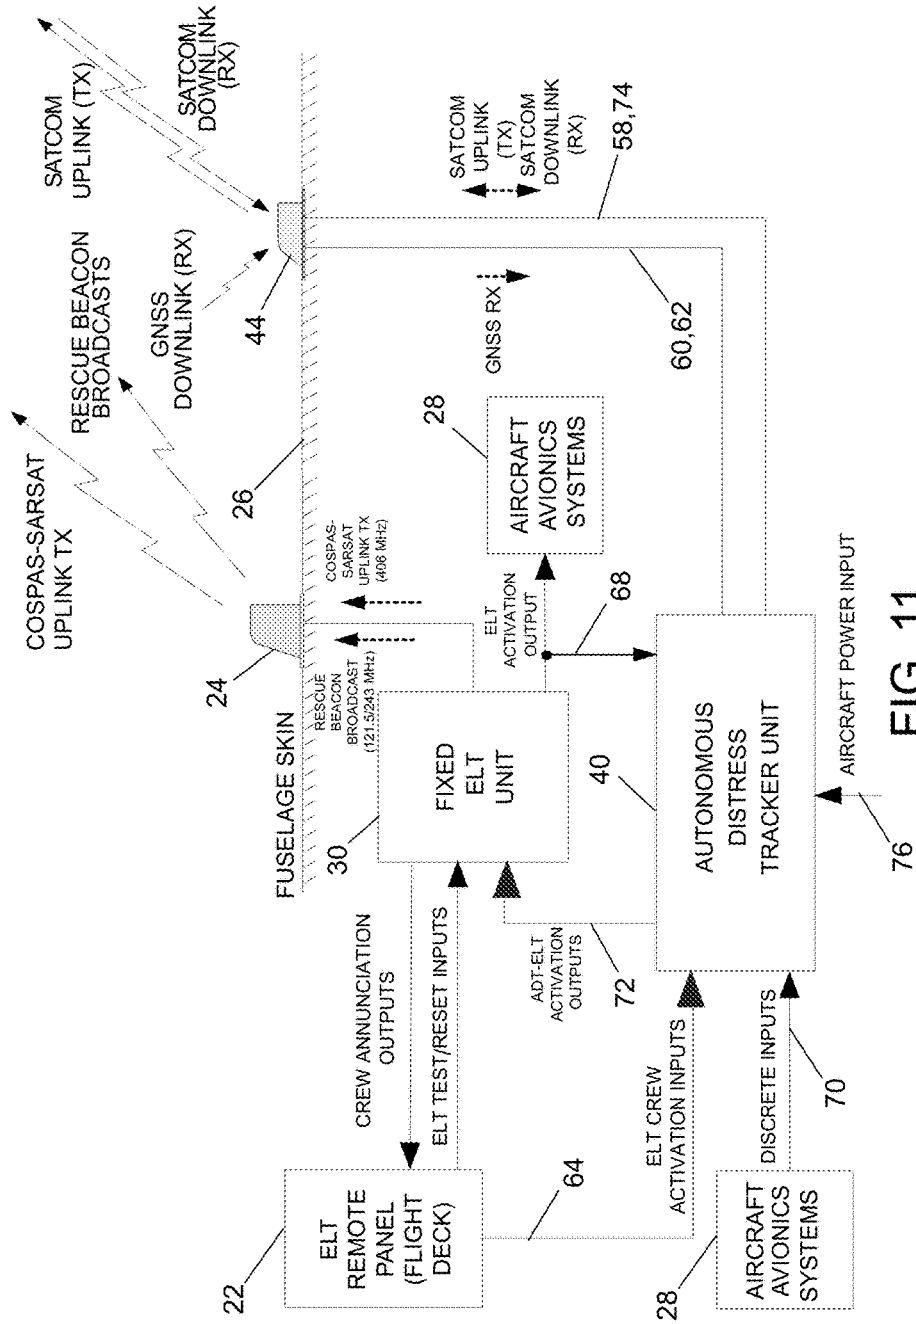 COSPAS-SARSAT
UPLINK TX
RESCUE BEACON
BROADCASTS
GNSS
DOWNLINK (RX)
SATCOM
UPLINK (TX)
SATCOM
DOWNLINK
(RX)
24
26
44
FUSELAGE SKIN
RESCUE
BEACON
BROADCAST
(121.5/243 MHz)
COSPAS-
SARSAT
UPLINK TX
(406 MHz)
GNSS RX
SATCOM
UPLINK
(TX)
SATCOM
DOWNLINK
(RX)
22
ELT
REMOTE
PANEL
(FLIGHT
DECK)
CREW ANNUNCIATION
OUTPUTS
ELT TEST/RESET INPUTS
30
FIXED
ELT
UNIT
ELT
ACTIVATION
OUTPUT
28
AIRCRAFT
AVIONICS
SYSTEMS
68
60,62
58,74
64
ADT-ELT
ACTIVATION
OUTPUTS
72
40
AUTONOMOUS
DISTRESS
TRACKER UNIT
ELT CREW
ACTIVATION INPUTS
28
AIRCRAFT
AVIONICS
SYSTEMS
DISCRETE INPUTS
70
76
AIRCRAFT POWER INPUT
FIG. 11